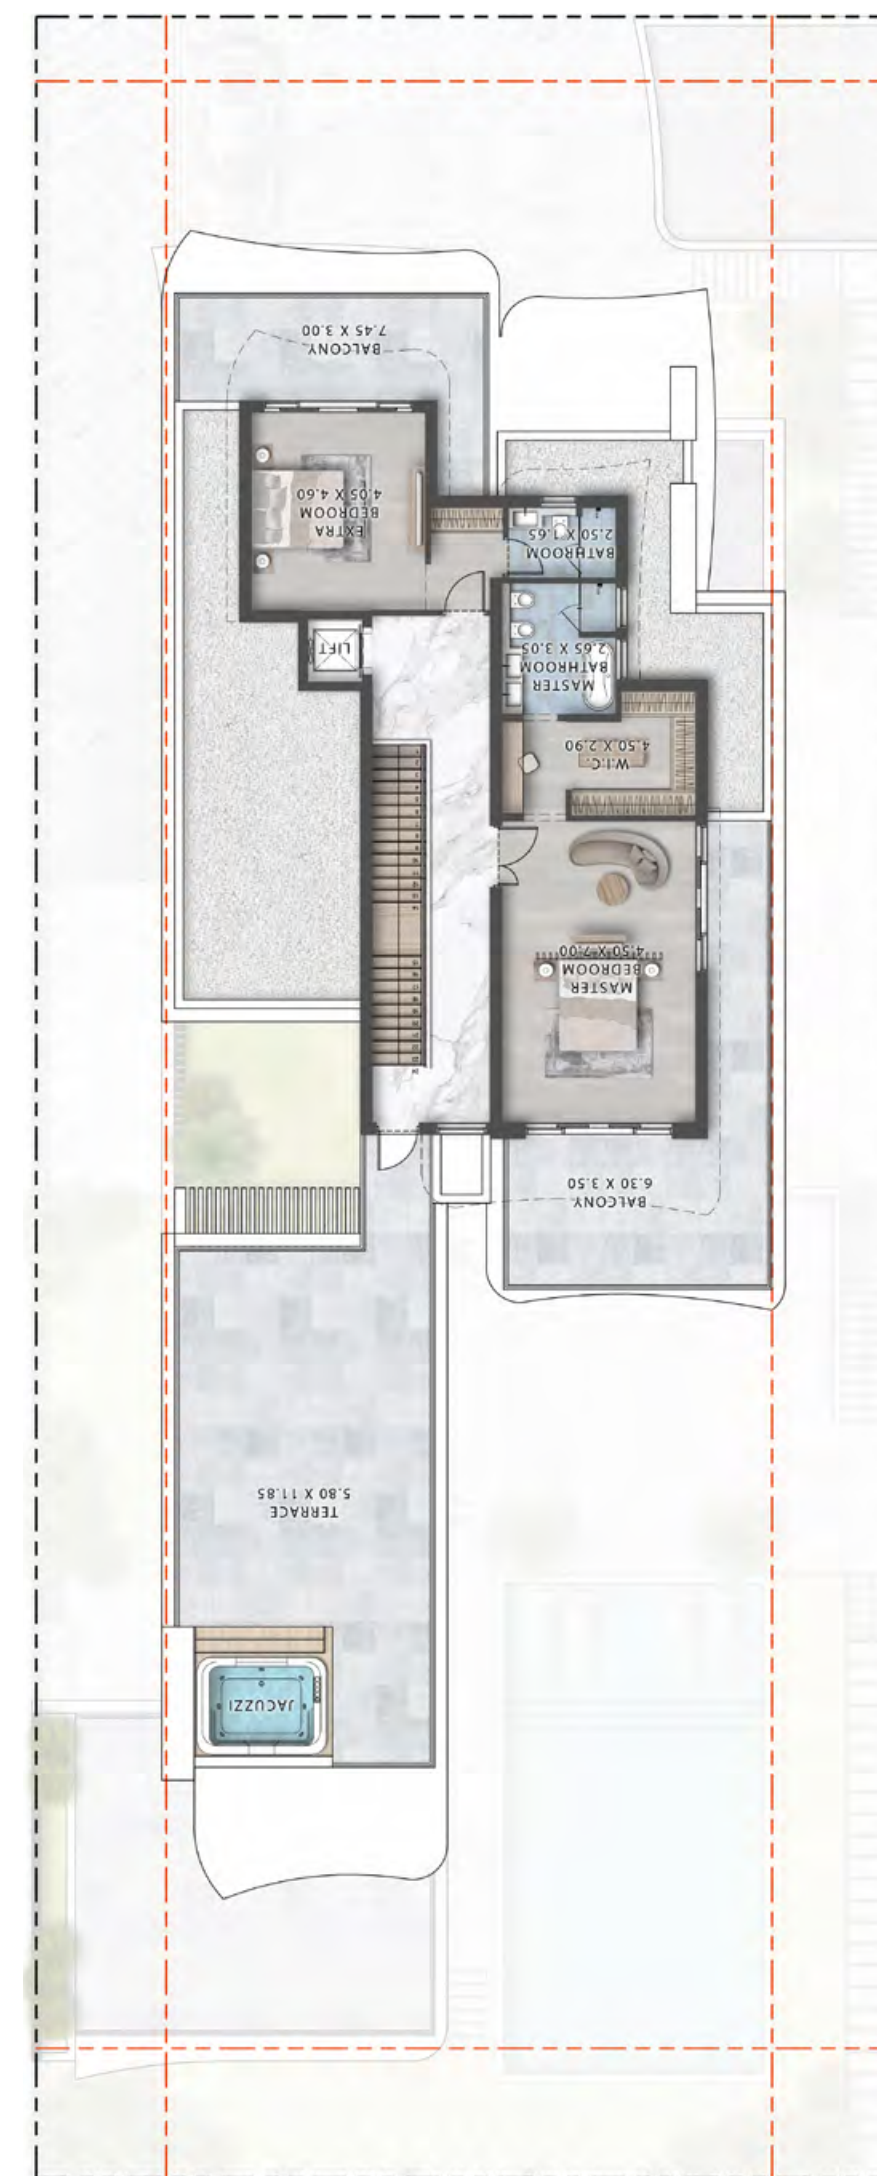 JACUZZI
TERRACE
5.80 X 11.85
BALCONY
6.30 X 3.50
MASTER
BEDROOM
4.50 X 7.00
W.I.C.
4.50 X 2.90
MASTER
BATHROOM
2.65 X 3.05
LIFT
BATHROOM
2.50 X 1.65
EXTRA
BEDROOM
4.05 X 4.60
BALCONY
7.45 X 3.00